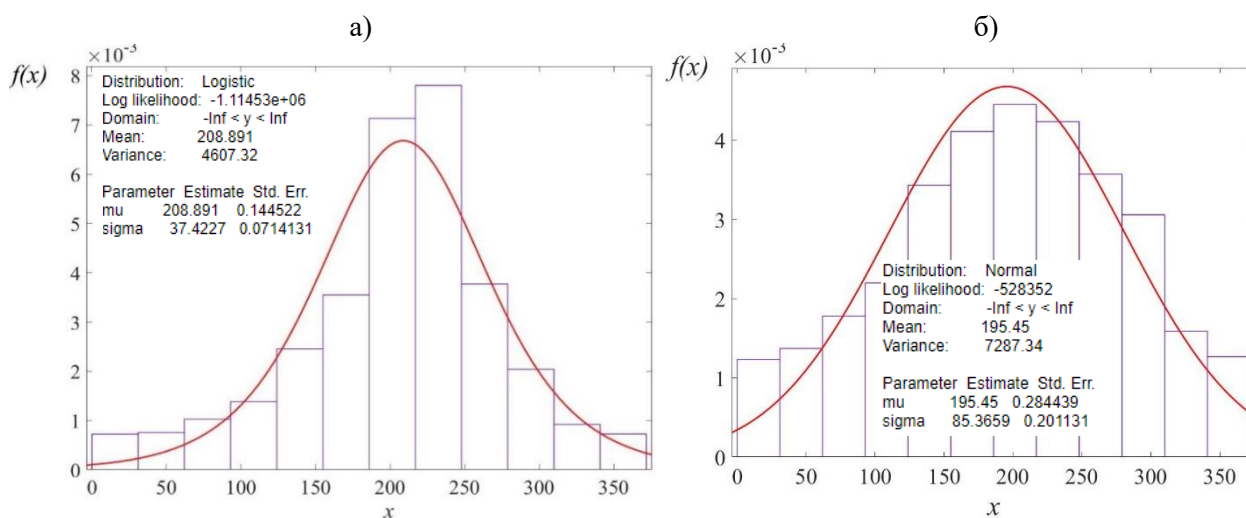 а)
×10⁻³
f(x)
8
7
6
5
4
3
2
1
0
Distribution: Logistic
Log likelihood: -1.11453e+06
Domain: -Inf < y < Inf
Mean: 208.891
Variance: 4607.32
Parameter Estimate Std. Err.
mu 208.891 0.144522
sigma 37.4227 0.0714131
0 50 100 150 200 250 300 350
x
б)
×10⁻³
f(x)
4
3
2
1
0
Distribution: Normal
Log likelihood: -528352
Domain: -Inf < y < Inf
Mean: 195.45
Variance: 7287.34
Parameter Estimate Std. Err.
mu 195.45 0.284439
sigma 85.3659 0.201131
0 50 100 150 200 250 300 350
x